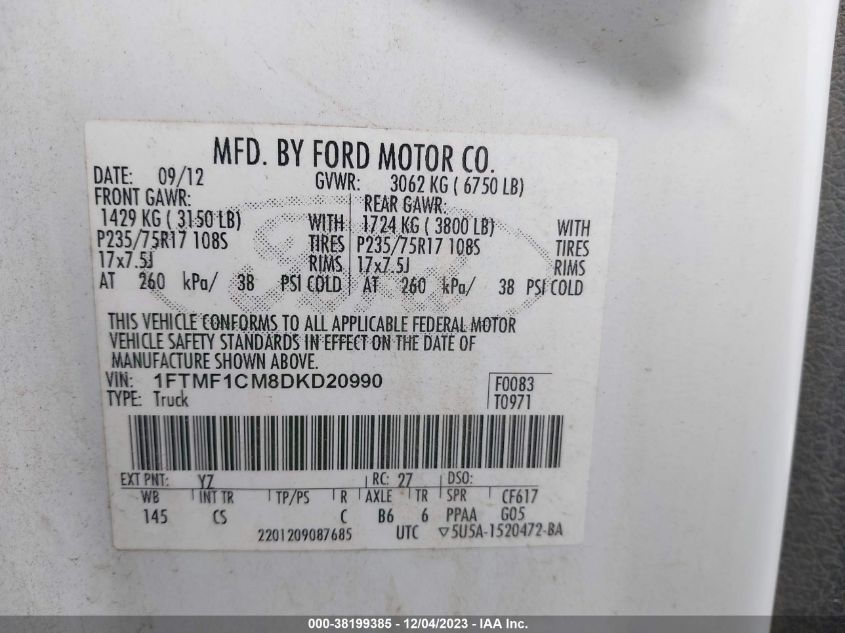 MFD. BY FORD MOTOR CO.
DATE: 09/12 GVWR: 3062 KG ( 6750 LB)
FRONT GAWR: REAR GAWR:
1429 KG ( 3150 LB) WITH 1724 KG ( 3800 LB) WITH
P235/75R17 108S TIRES P235/75R17 108S TIRES
17x7.5J RIMS 17x7.5J RIMS
AT 260 kPa/ 38 PSI COLD AT 260 kPa/ 38 PSI COLD
THIS VEHICLE CONFORMS TO ALL APPLICABLE FEDERAL MOTOR
VEHICLE SAFETY STANDARDS IN EFFECT ON THE DATE OF
MANUFACTURE SHOWN ABOVE.
VIN: 1FTMF1CM8DKD20990 F0083
TYPE: Truck T0971
EXT PNT: YZ RC: 27 DSO:
WB INT TR TP/PS R AXLE TR SPR CF617
145 CS C B6 6 PPAA G05
2201209087685 UTC ▽5U5A-1520472-BA
000-38199385 - 12/04/2023 - IAA Inc.